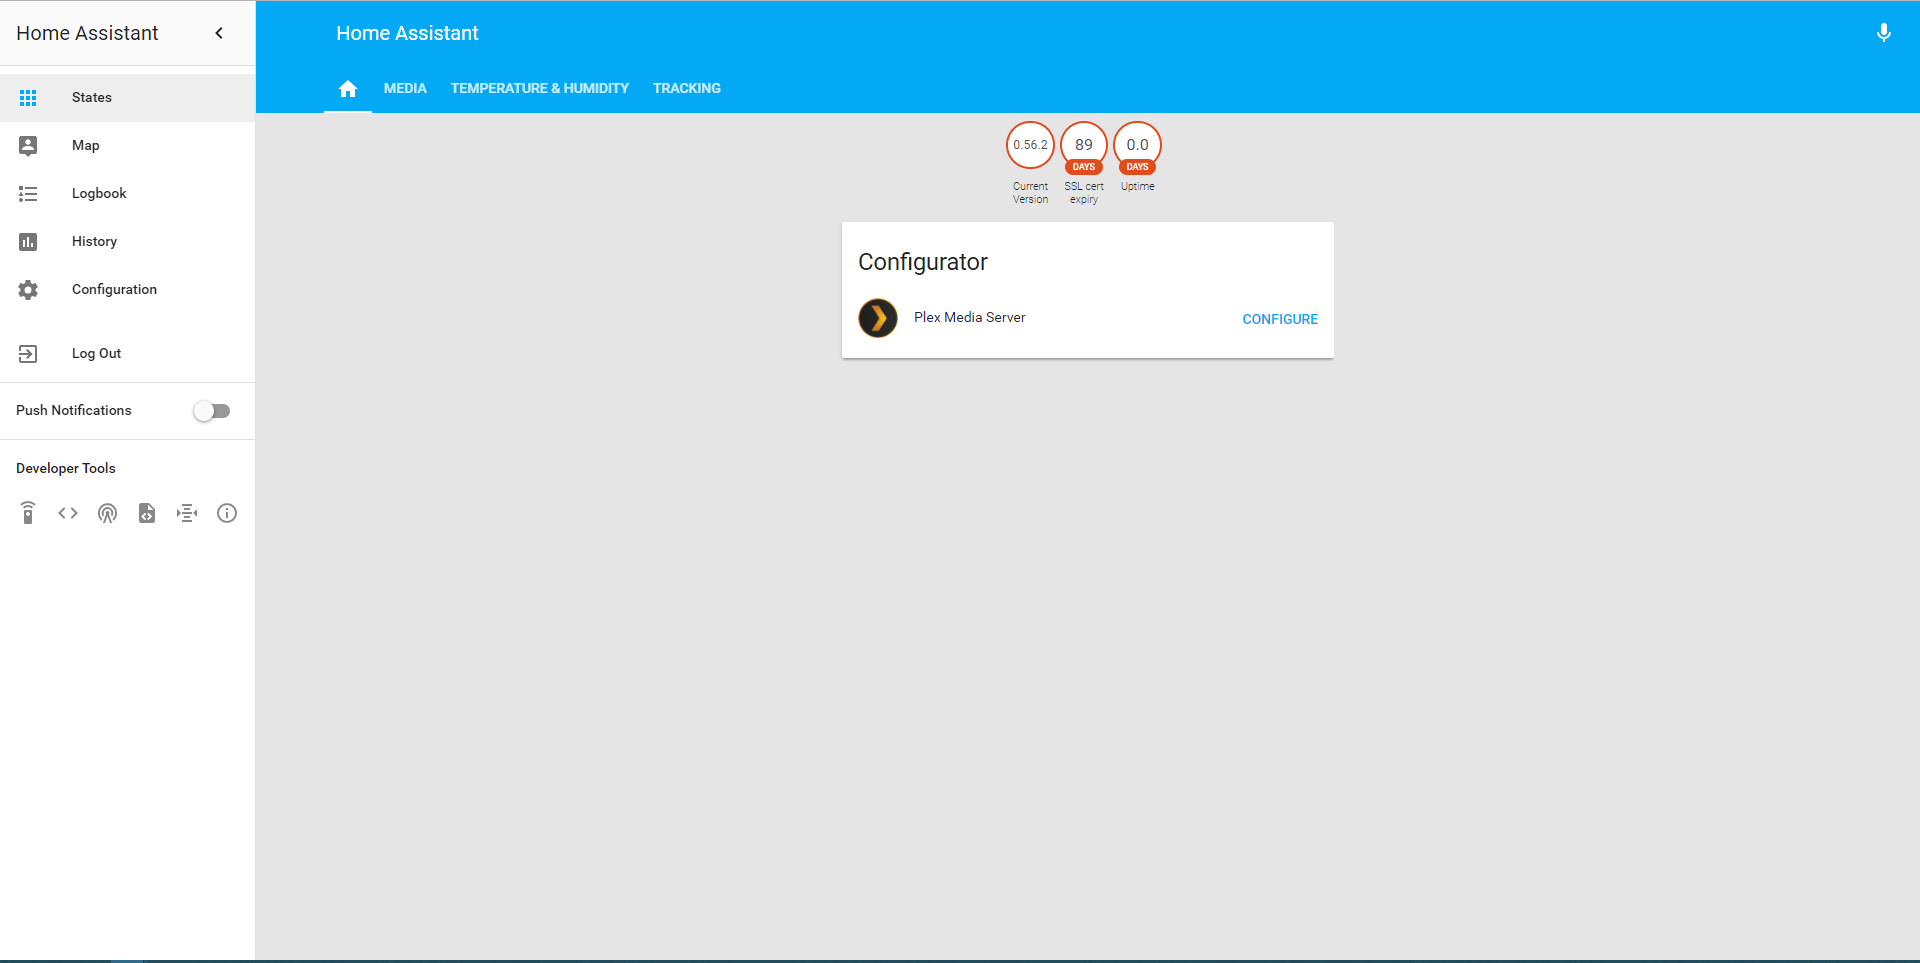 Home Assistant
States
Map
Logbook
History
Configuration
Log Out
Push Notifications
Developer Tools
Home Assistant
MEDIA TEMPERATURE & HUMIDITY TRACKING
0.56.2 89 0.0
DAYS DAYS
Current SSL cert Uptime
Version expiry
Configurator
Plex Media Server CONFIGURE